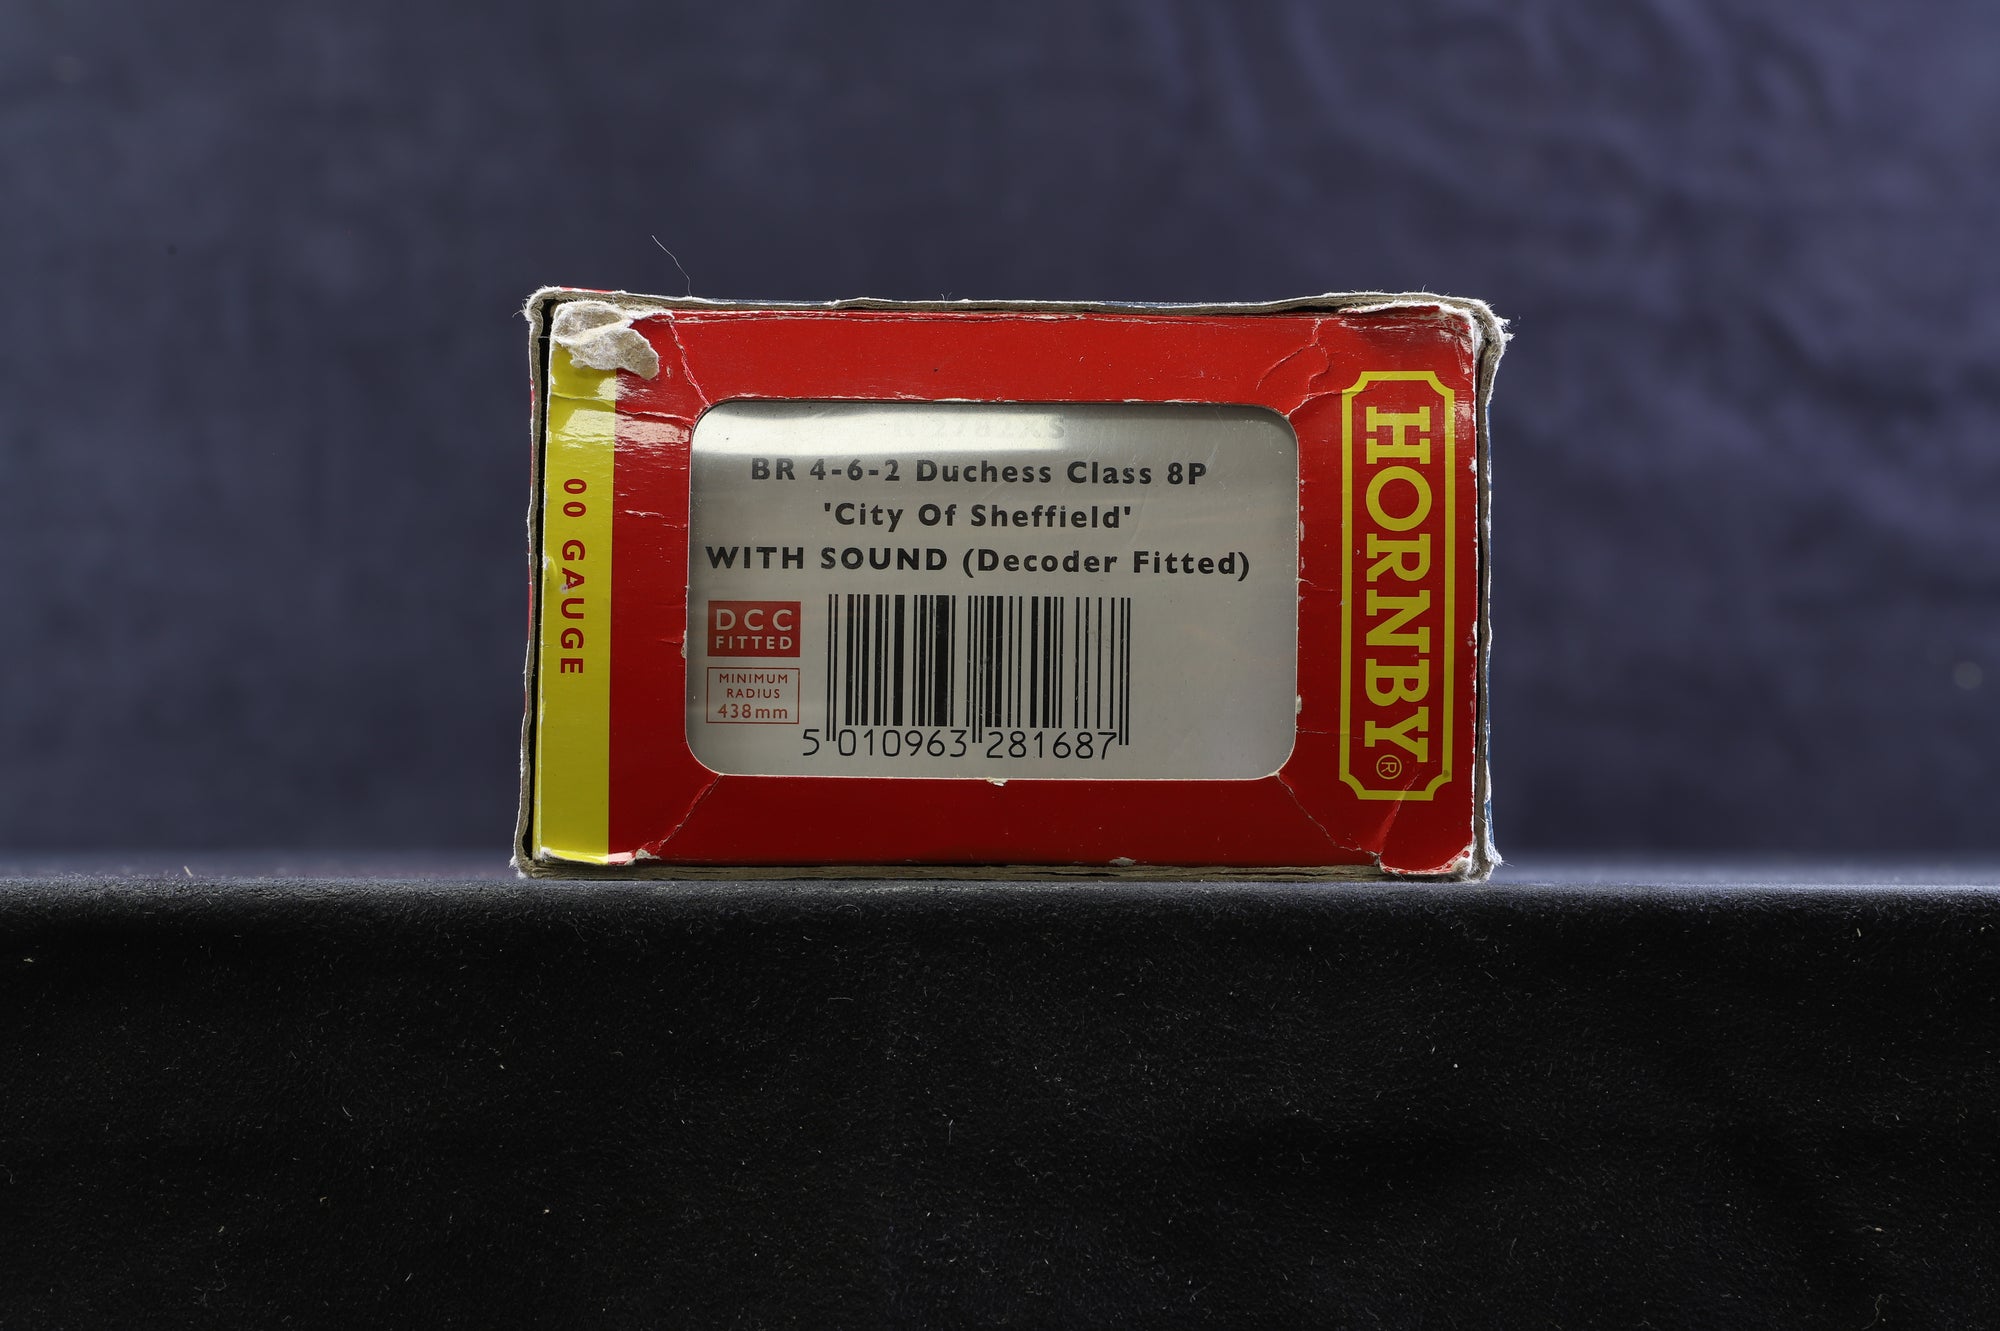 00 GAUGE
BR 4-6-2 Duchess Class 8P
'City Of Sheffield'
WITH SOUND (Decoder Fitted)
DCC
FITTED
MINIMUM
RADIUS
438mm
5 010963 281687
HORNBY®